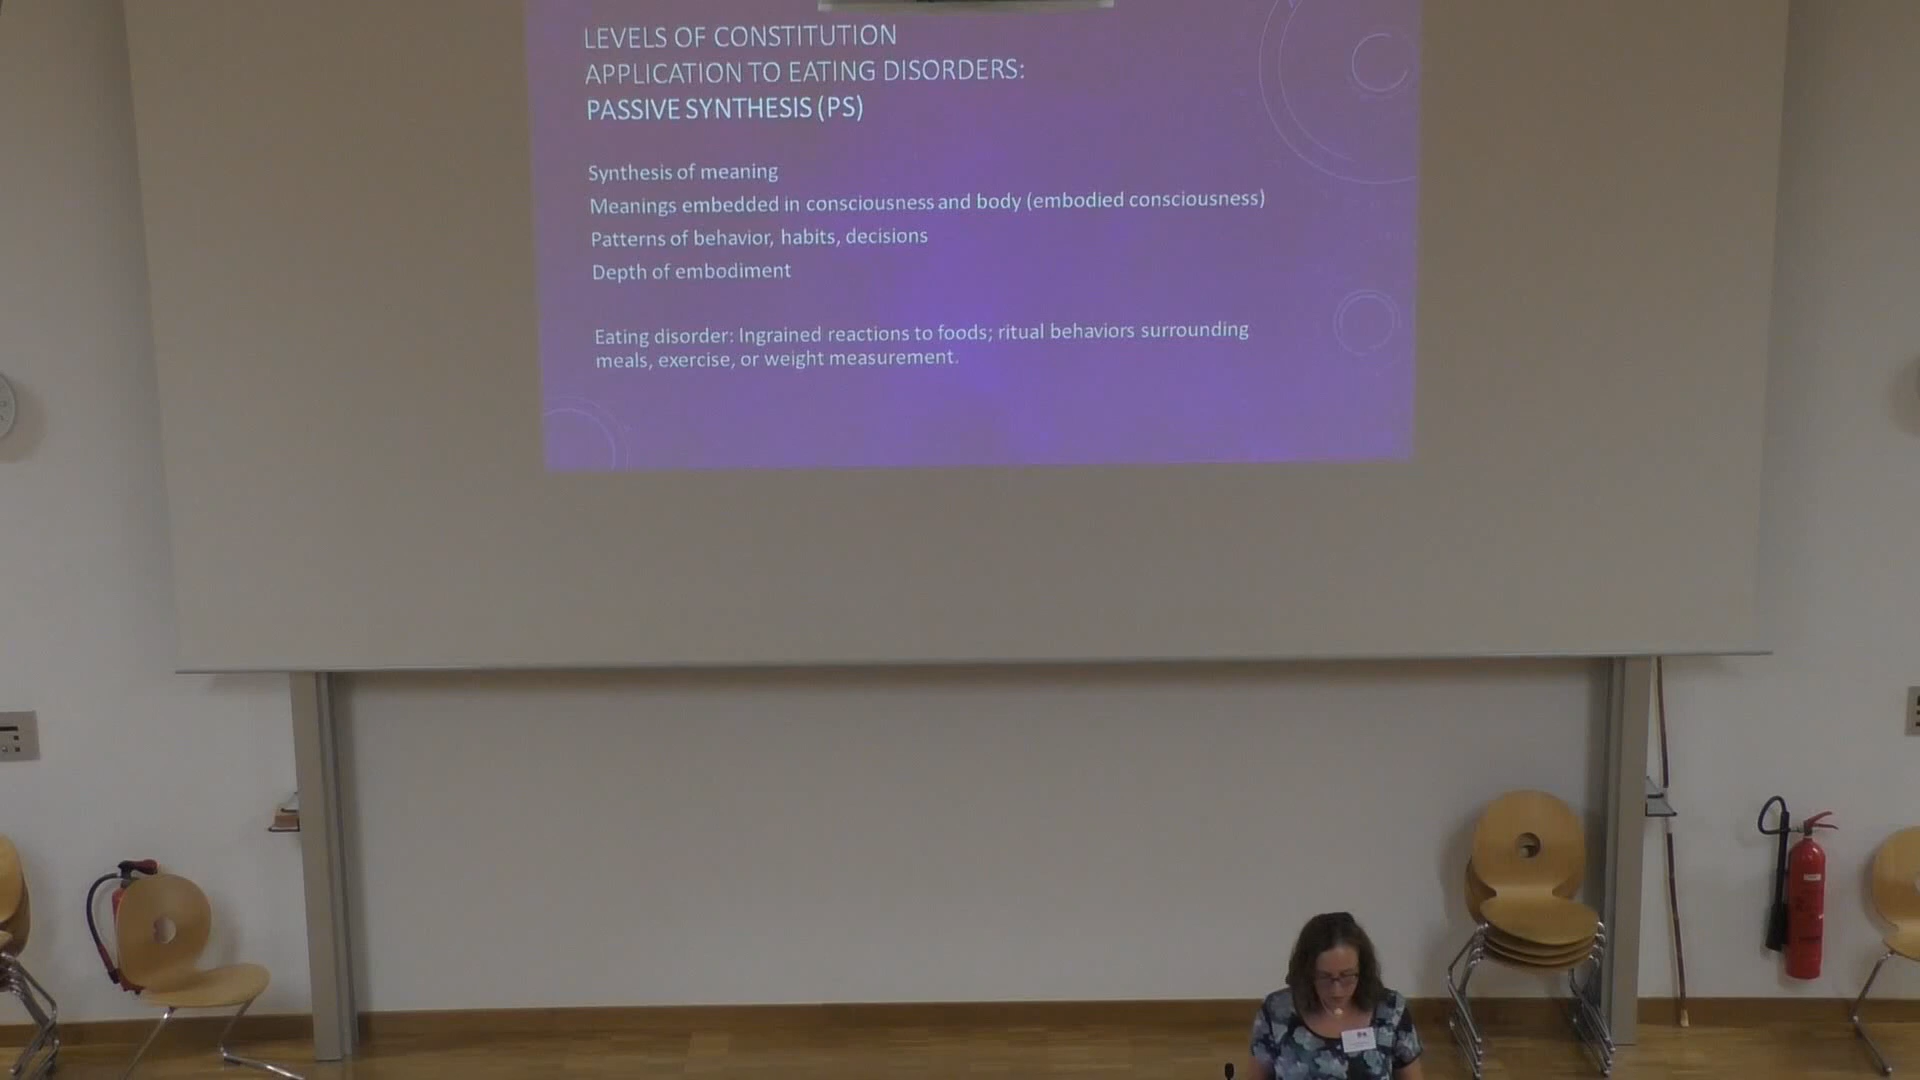 LEVELS OF CONSTITUTION
APPLICATION TO EATING DISORDERS:
PASSIVE SYNTHESIS (PS)
Synthesis of meaning
Meanings embedded in consciousness and body (embodied consciousness)
Patterns of behavior, habits, decisions
Depth of embodiment
Eating disorder: Ingrained reactions to foods; ritual behaviors surrounding
meals, exercise, or weight measurement.